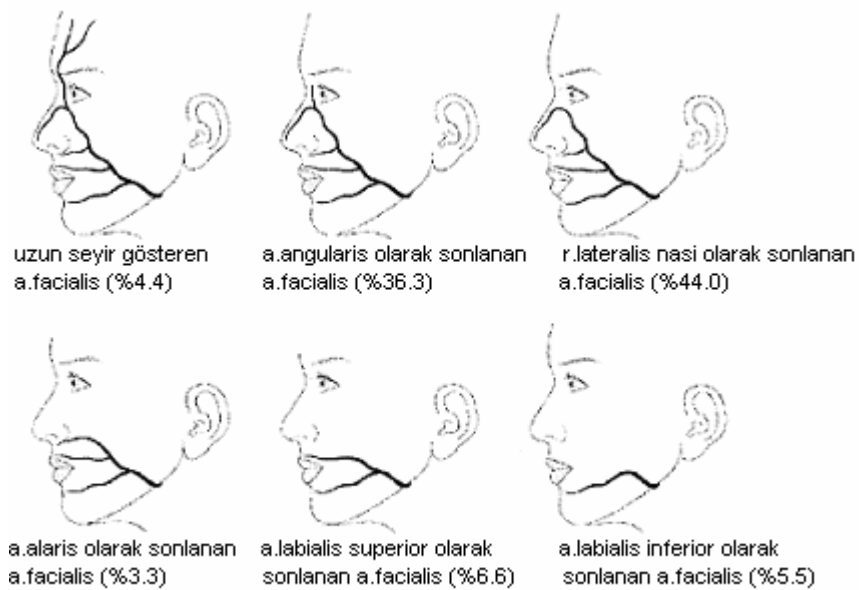 uzun seyir gösteren
a.facialis (%4.4)
a.angularis olarak sonlanan
a.facialis (%36.3)
r.lateralis nasi olarak sonlanan
a.facialis (%44.0)
a.alaris olarak sonlanan
a.facialis (%3.3)
a.labialis superior olarak
sonlanan a.facialis (%6.6)
a.labialis inferior olarak
sonlanan a.facialis (%5.5)